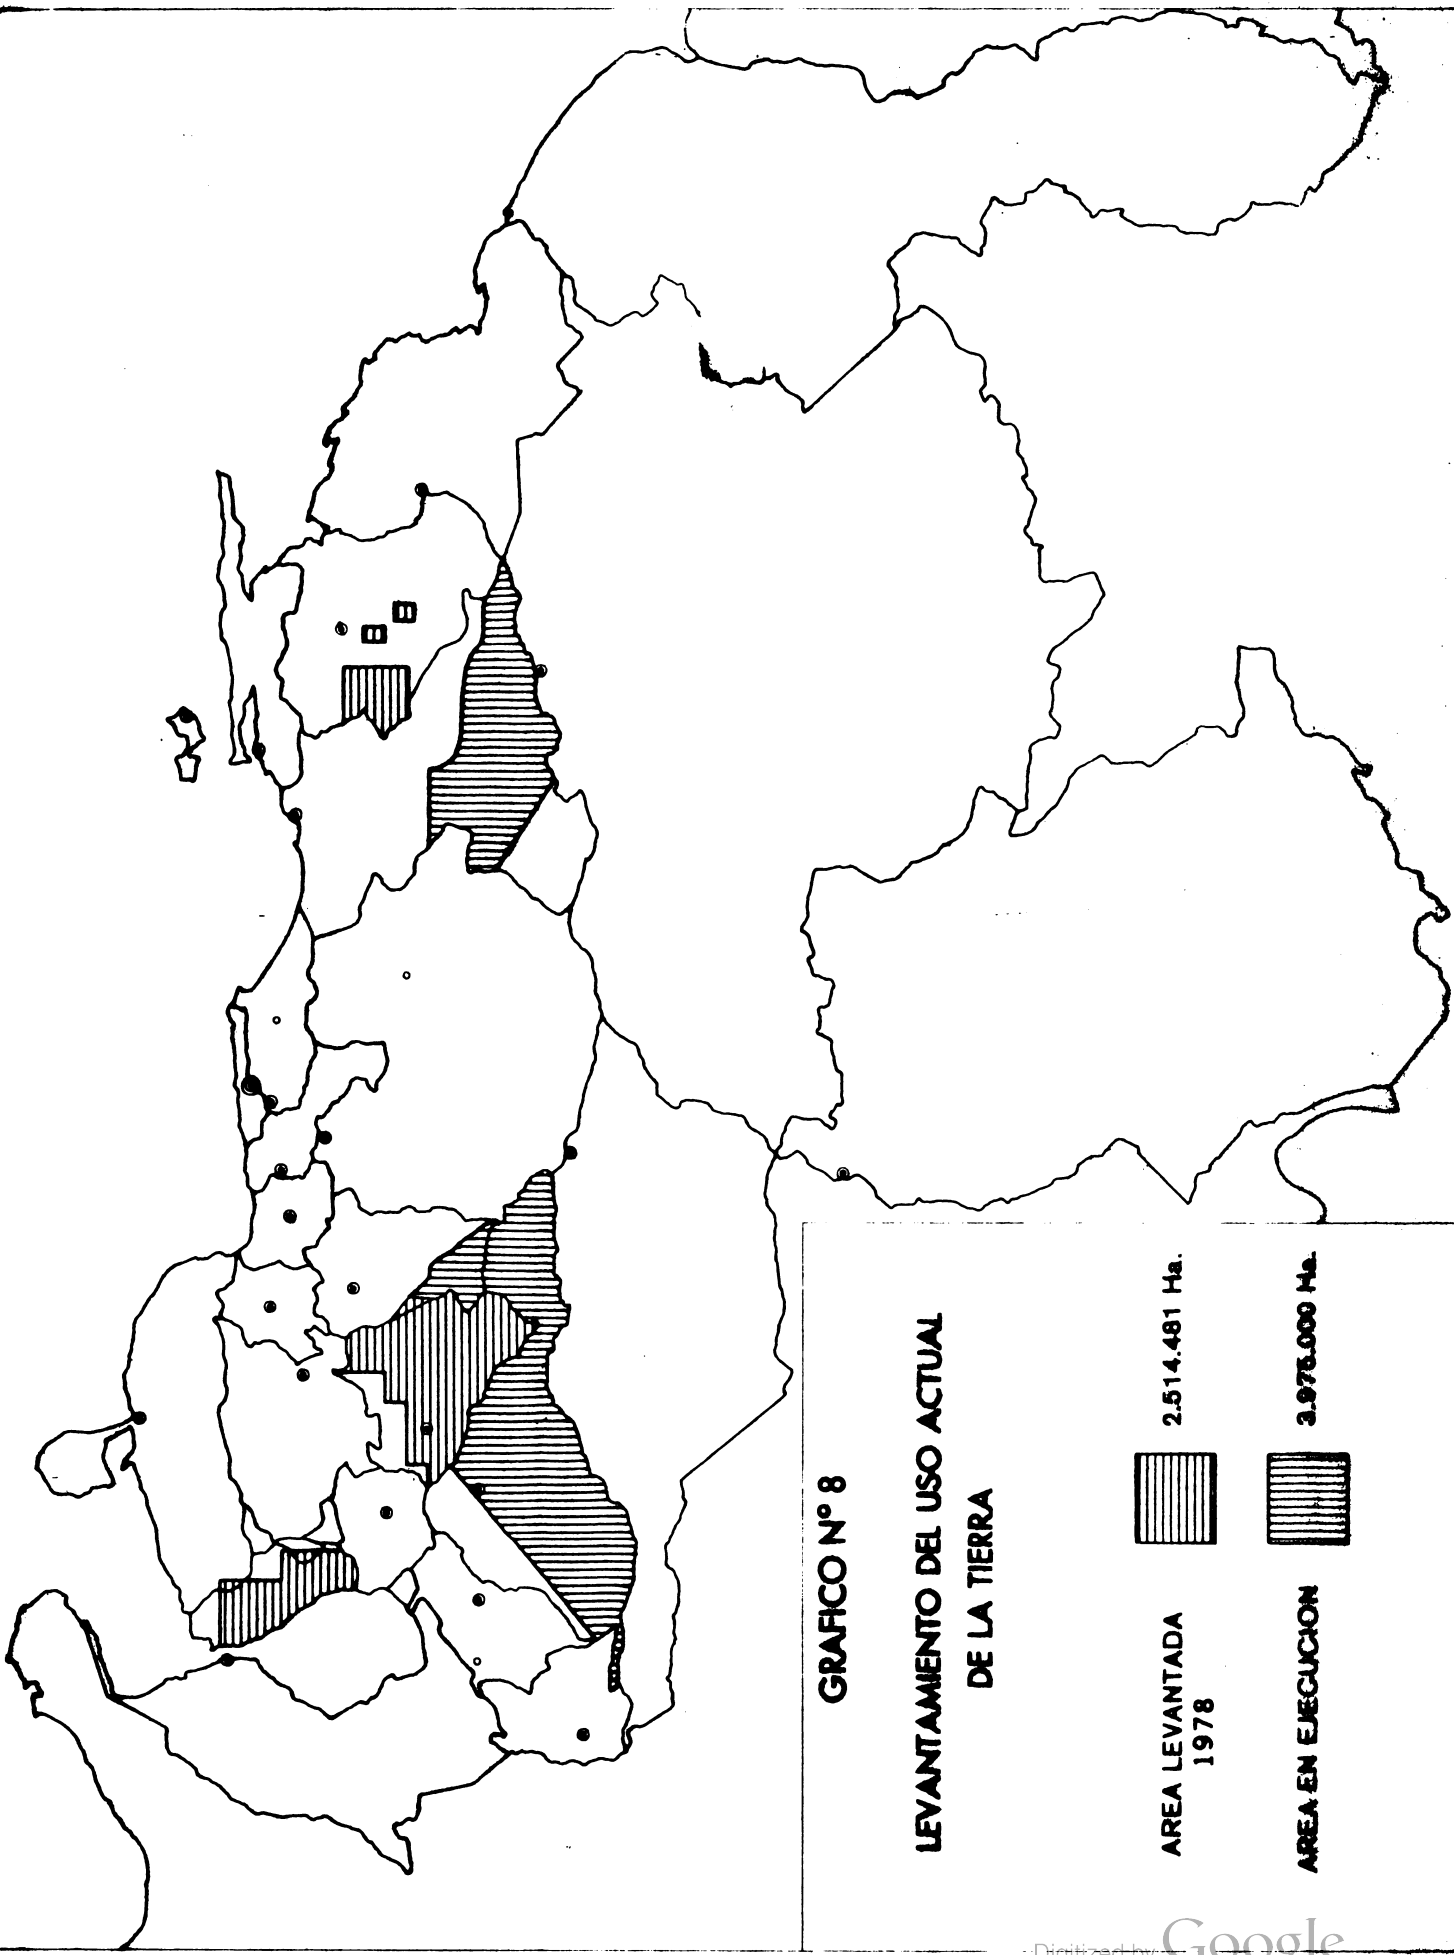 GRAFICO Nº 8
LEVANTAMIENTO DEL USO ACTUAL
DE LA TIERRA
AREA LEVANTADA 2.514.481 Ha.
1978
AREA EN EJECUCION 3.975.000 Ha.
Digitized by Google